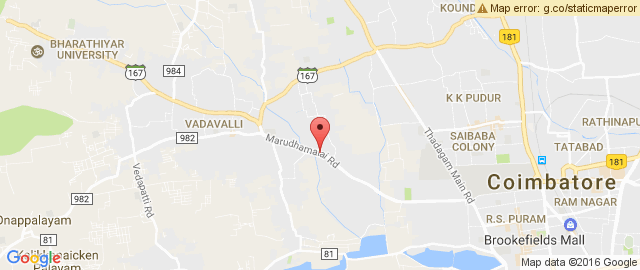 KOUND
Map error: g.co/staticmaperror
BHARATHIYAR
UNIVERSITY
181
984
167
167
K K PUDUR
RATHINAPU
VADAVALLI
982
Marudhamalai Rd
SAIBABA
COLONY
TATABAD
181
Thadagam Main Rd
Vedapatti Rd
Coimbatore
982
RAM NAGAR
Onappalayam
R.S. PURAM
81
81
Brookefields Mall
Kalikkanaicken
Palayam
Google
Map data ©2016 Google